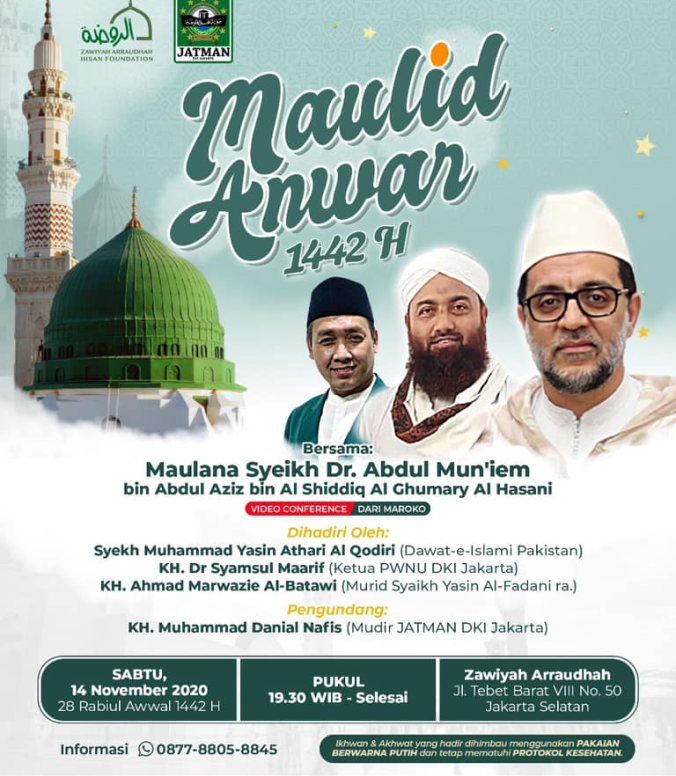 الروضة
ZAWIYAH ARRAUDHAH
IHSAN FOUNDATION
JATMAN
DKI JAKARTA
Maulid
Anwar
1442 H
Bersama:
Maulana Syeikh Dr. Abdul Mun'iem
bin Abdul Aziz bin Al Shiddiq Al Ghumary Al Hasani
VIDEO CONFERENCE DARI MAROKO
Dihadiri Oleh:
Syekh Muhammad Yasin Athari Al Qodiri (Dawat-e-Islami Pakistan)
KH. Dr Syamsul Maarif (Ketua PWNU DKI Jakarta)
KH. Ahmad Marwazie Al-Batawi (Murid Syaikh Yasin Al-Fadani ra.)
Pengundang:
KH. Muhammad Danial Nafis (Mudir JATMAN DKI Jakarta)
SABTU,
14 November 2020
28 Rabiul Awwal 1442 H
PUKUL
19.30 WIB - Selesai
Zawiyah Arraudhah
Jl. Tebet Barat VIII No. 50
Jakarta Selatan
Informasi 0877-8805-8845
Ikhwan & Akhwat yang hadir dihimbau menggunakan PAKAIAN
BERWARNA PUTIH dan tetap mematuhi PROTOKOL KESEHATAN.